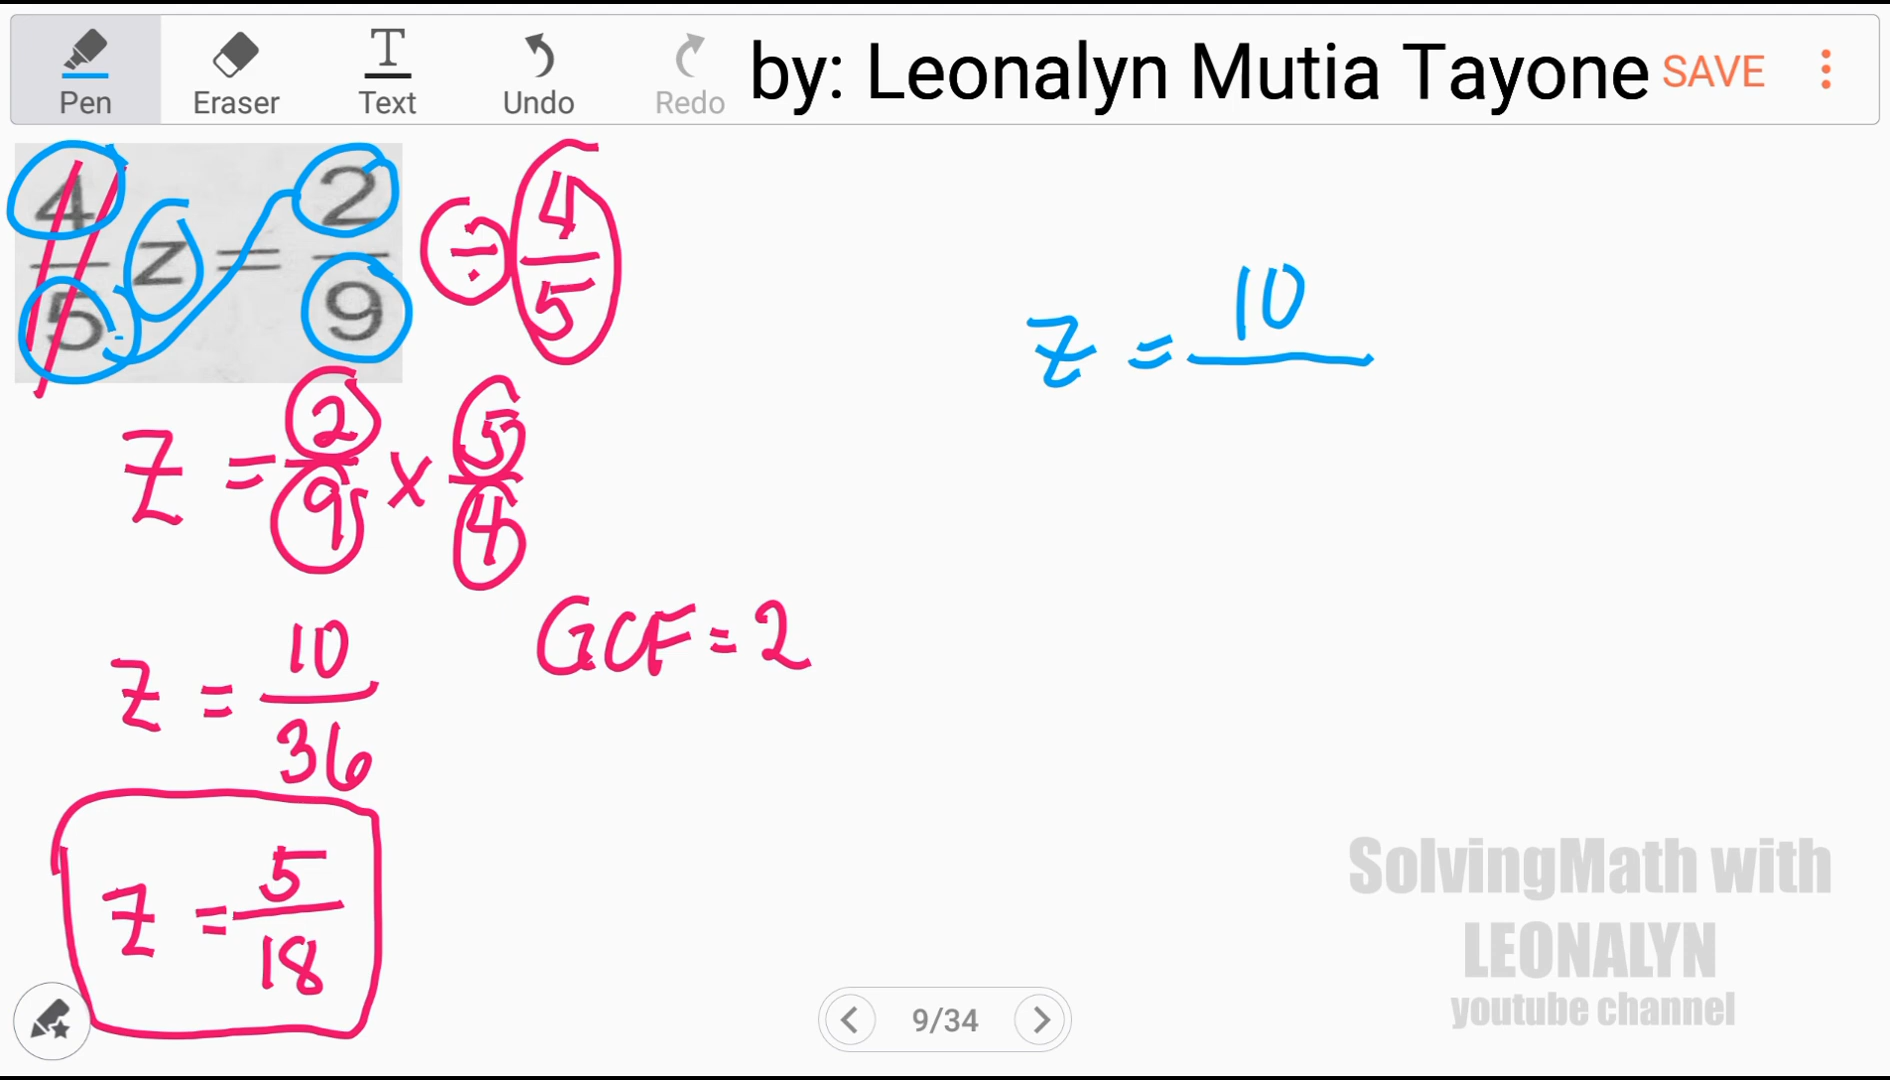 Pen Eraser Text Undo Redo by: Leonalyn Mutia Tayone SAVE
4/5 z = 2/9 ÷ 4/5
z = 2/9 x 5/4
GCF = 2
z = 10/36
z = 5/18
z = 10
SolvingMath with
LEONALYN
youtube channel
9/34